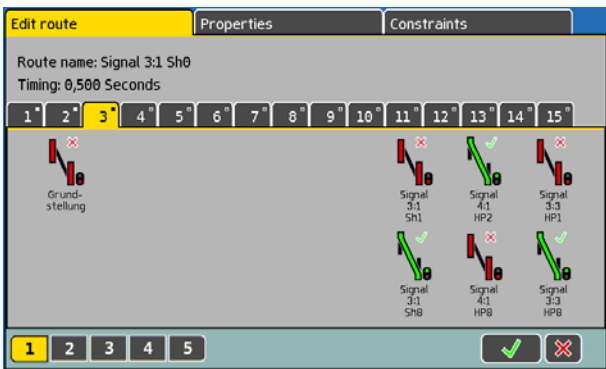 Edit route
Properties
Constraints
Route name: Signal 3:1 Sh0
Timing: 0,500 Seconds
1 2 3 4 5 6 7 8 9 10 11 12 13 14 15
Grund-
stellung
Signal
3:1
Sh1
Signal
4:1
HP2
Signal
3:3
HP1
Signal
3:1
Sh0
Signal
4:1
HP0
Signal
3:3
HP0
1 2 3 4 5